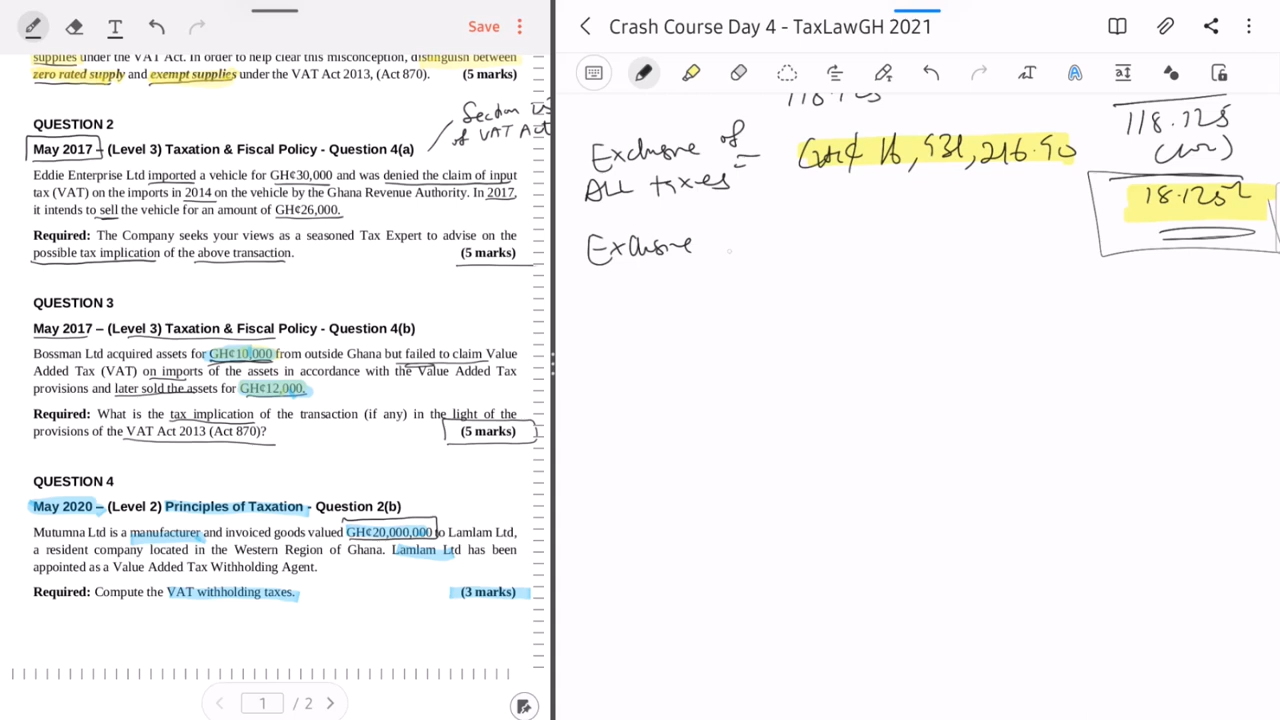 Save
supplies under the VAT Act. In order to help clear this misconception, distinguish between
zero rated supply and exempt supplies under the VAT Act 2013, (Act 870). (5 marks)
Section
of VAT Act
QUESTION 2
May 2017 – (Level 3) Taxation & Fiscal Policy - Question 4(a)
Eddie Enterprise Ltd imported a vehicle for GH¢30,000 and was denied the claim of input
tax (VAT) on the imports in 2014 on the vehicle by the Ghana Revenue Authority. In 2017,
it intends to sell the vehicle for an amount of GH¢26,000.
Required: The Company seeks your views as a seasoned Tax Expert to advise on the
possible tax implication of the above transaction. (5 marks)
QUESTION 3
May 2017 – (Level 3) Taxation & Fiscal Policy - Question 4(b)
Bossman Ltd acquired assets for GH¢10,000 from outside Ghana but failed to claim Value
Added Tax (VAT) on imports of the assets in accordance with the Value Added Tax
provisions and later sold the assets for GH¢12,000.
Required: What is the tax implication of the transaction (if any) in the light of the
provisions of the VAT Act 2013 (Act 870)? (5 marks)
QUESTION 4
May 2020 – (Level 2) Principles of Taxation - Question 2(b)
Mutumna Ltd is a manufacturer and invoiced goods valued GH¢20,000,000 to Lamlam Ltd,
a resident company located in the Western Region of Ghana. Lamlam Ltd has been
appointed as a Value Added Tax Withholding Agent.
Required: Compute the VAT withholding taxes. (3 marks)
1 / 2
Crash Course Day 4 - TaxLawGH 2021
118.125
118.125
(100)
18.125
Exclusive of
ALL taxes = GH¢ 16,931,216.90
Exclusive